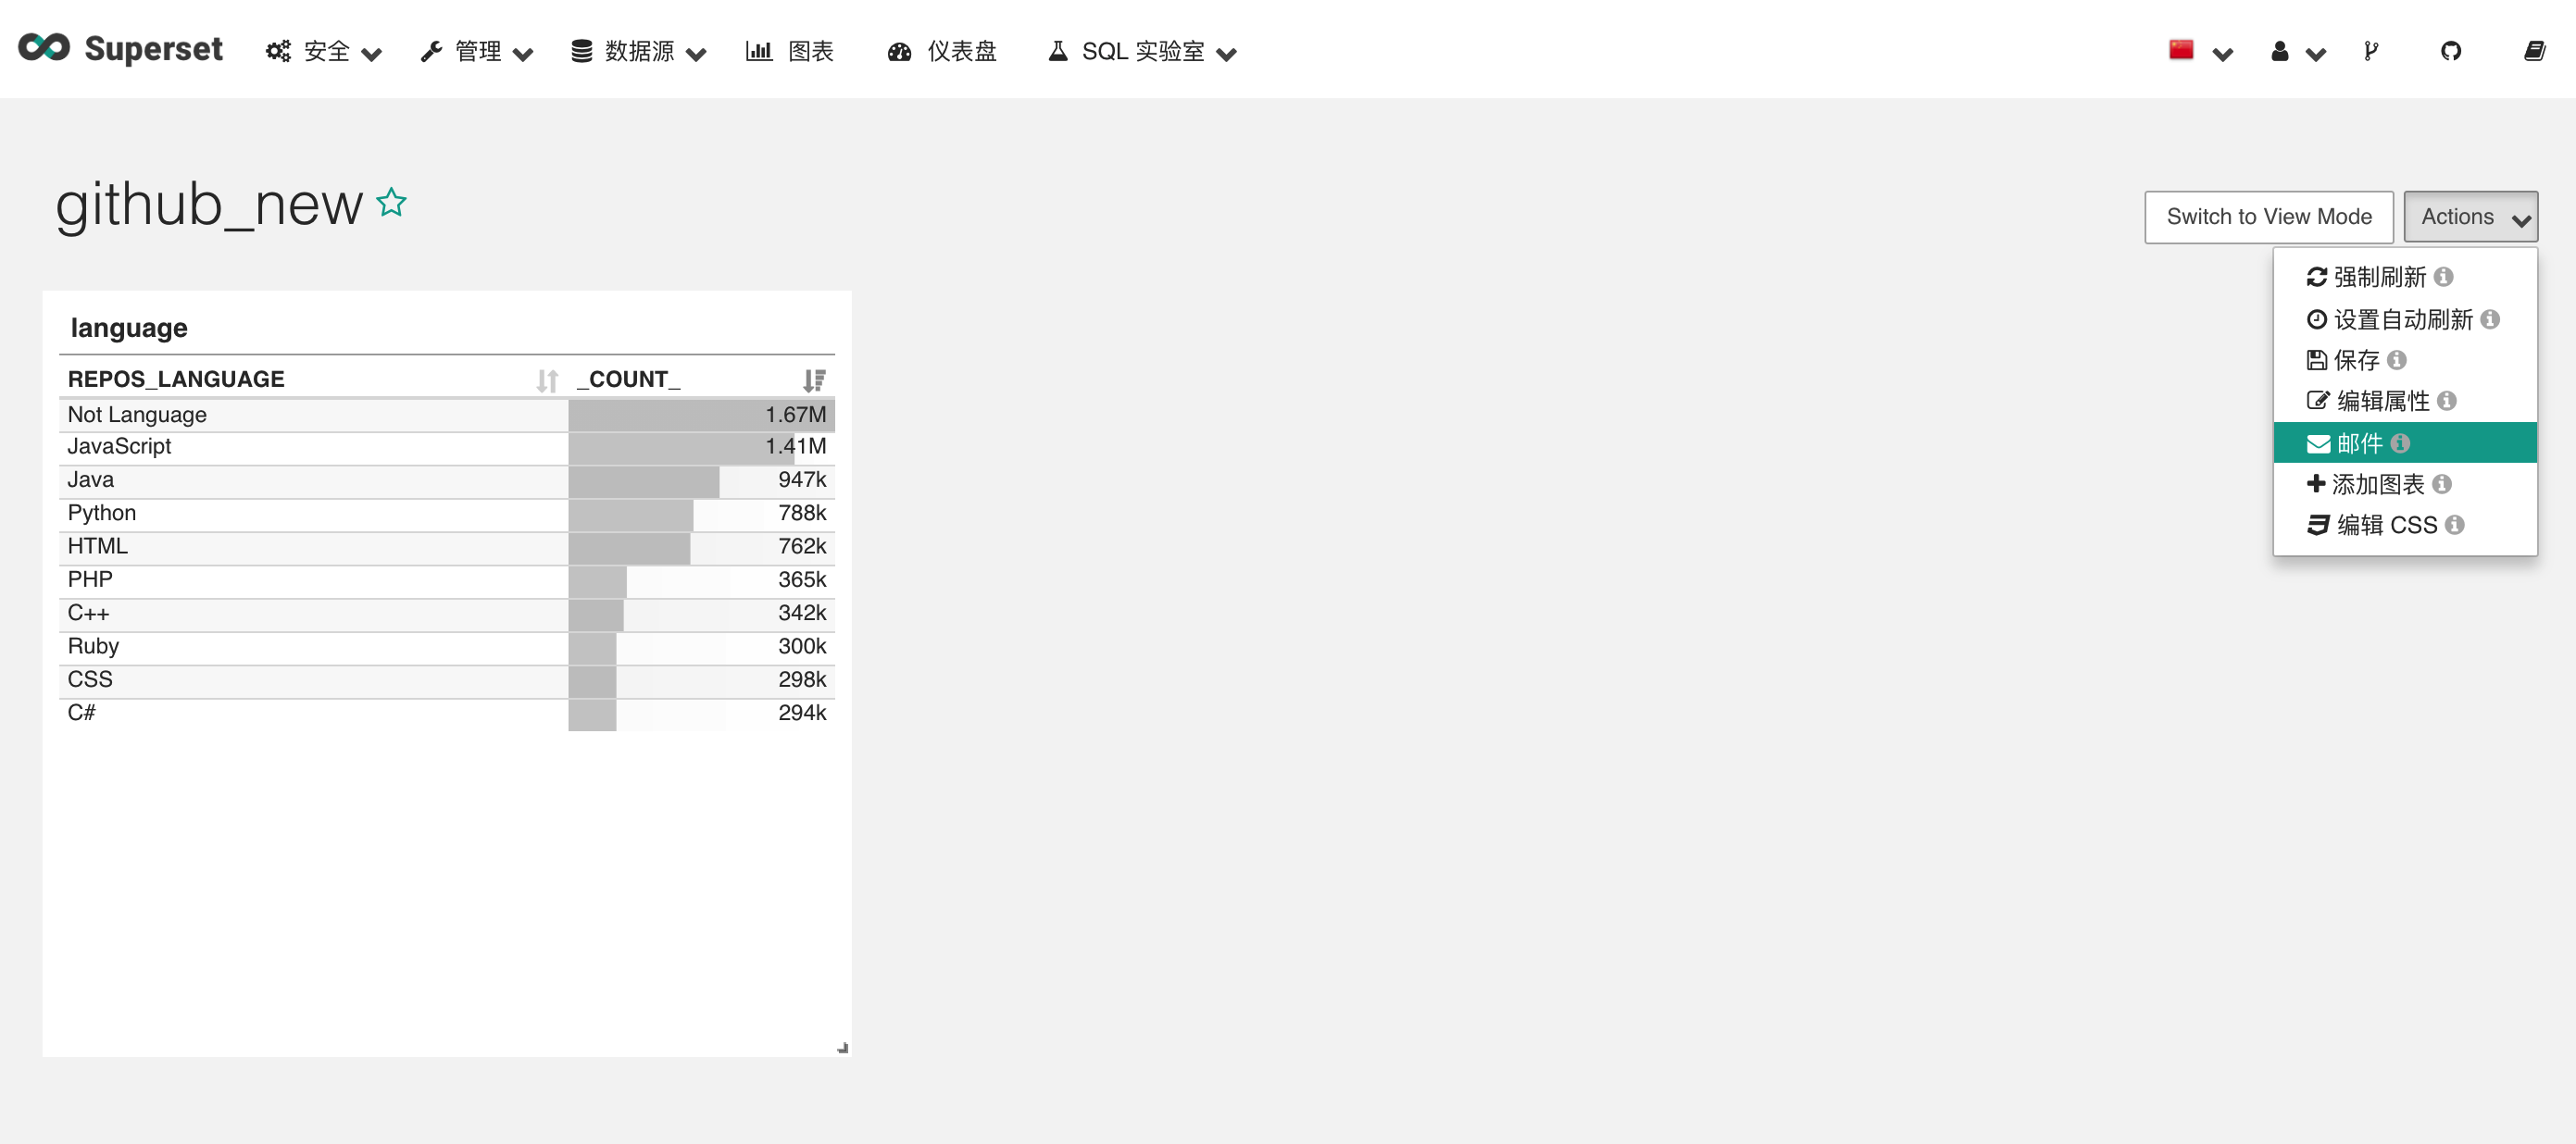 Superset 安全 管理 数据源 图表 仪表盘 SQL 实验室
github_new
Switch to View Mode Actions
强制刷新
设置自动刷新
保存
编辑属性
邮件
添加图表
编辑 CSS
language
REPOS_LANGUAGE _COUNT_
Not Language 1.67M
JavaScript 1.41M
Java 947k
Python 788k
HTML 762k
PHP 365k
C++ 342k
Ruby 300k
CSS 298k
C# 294k